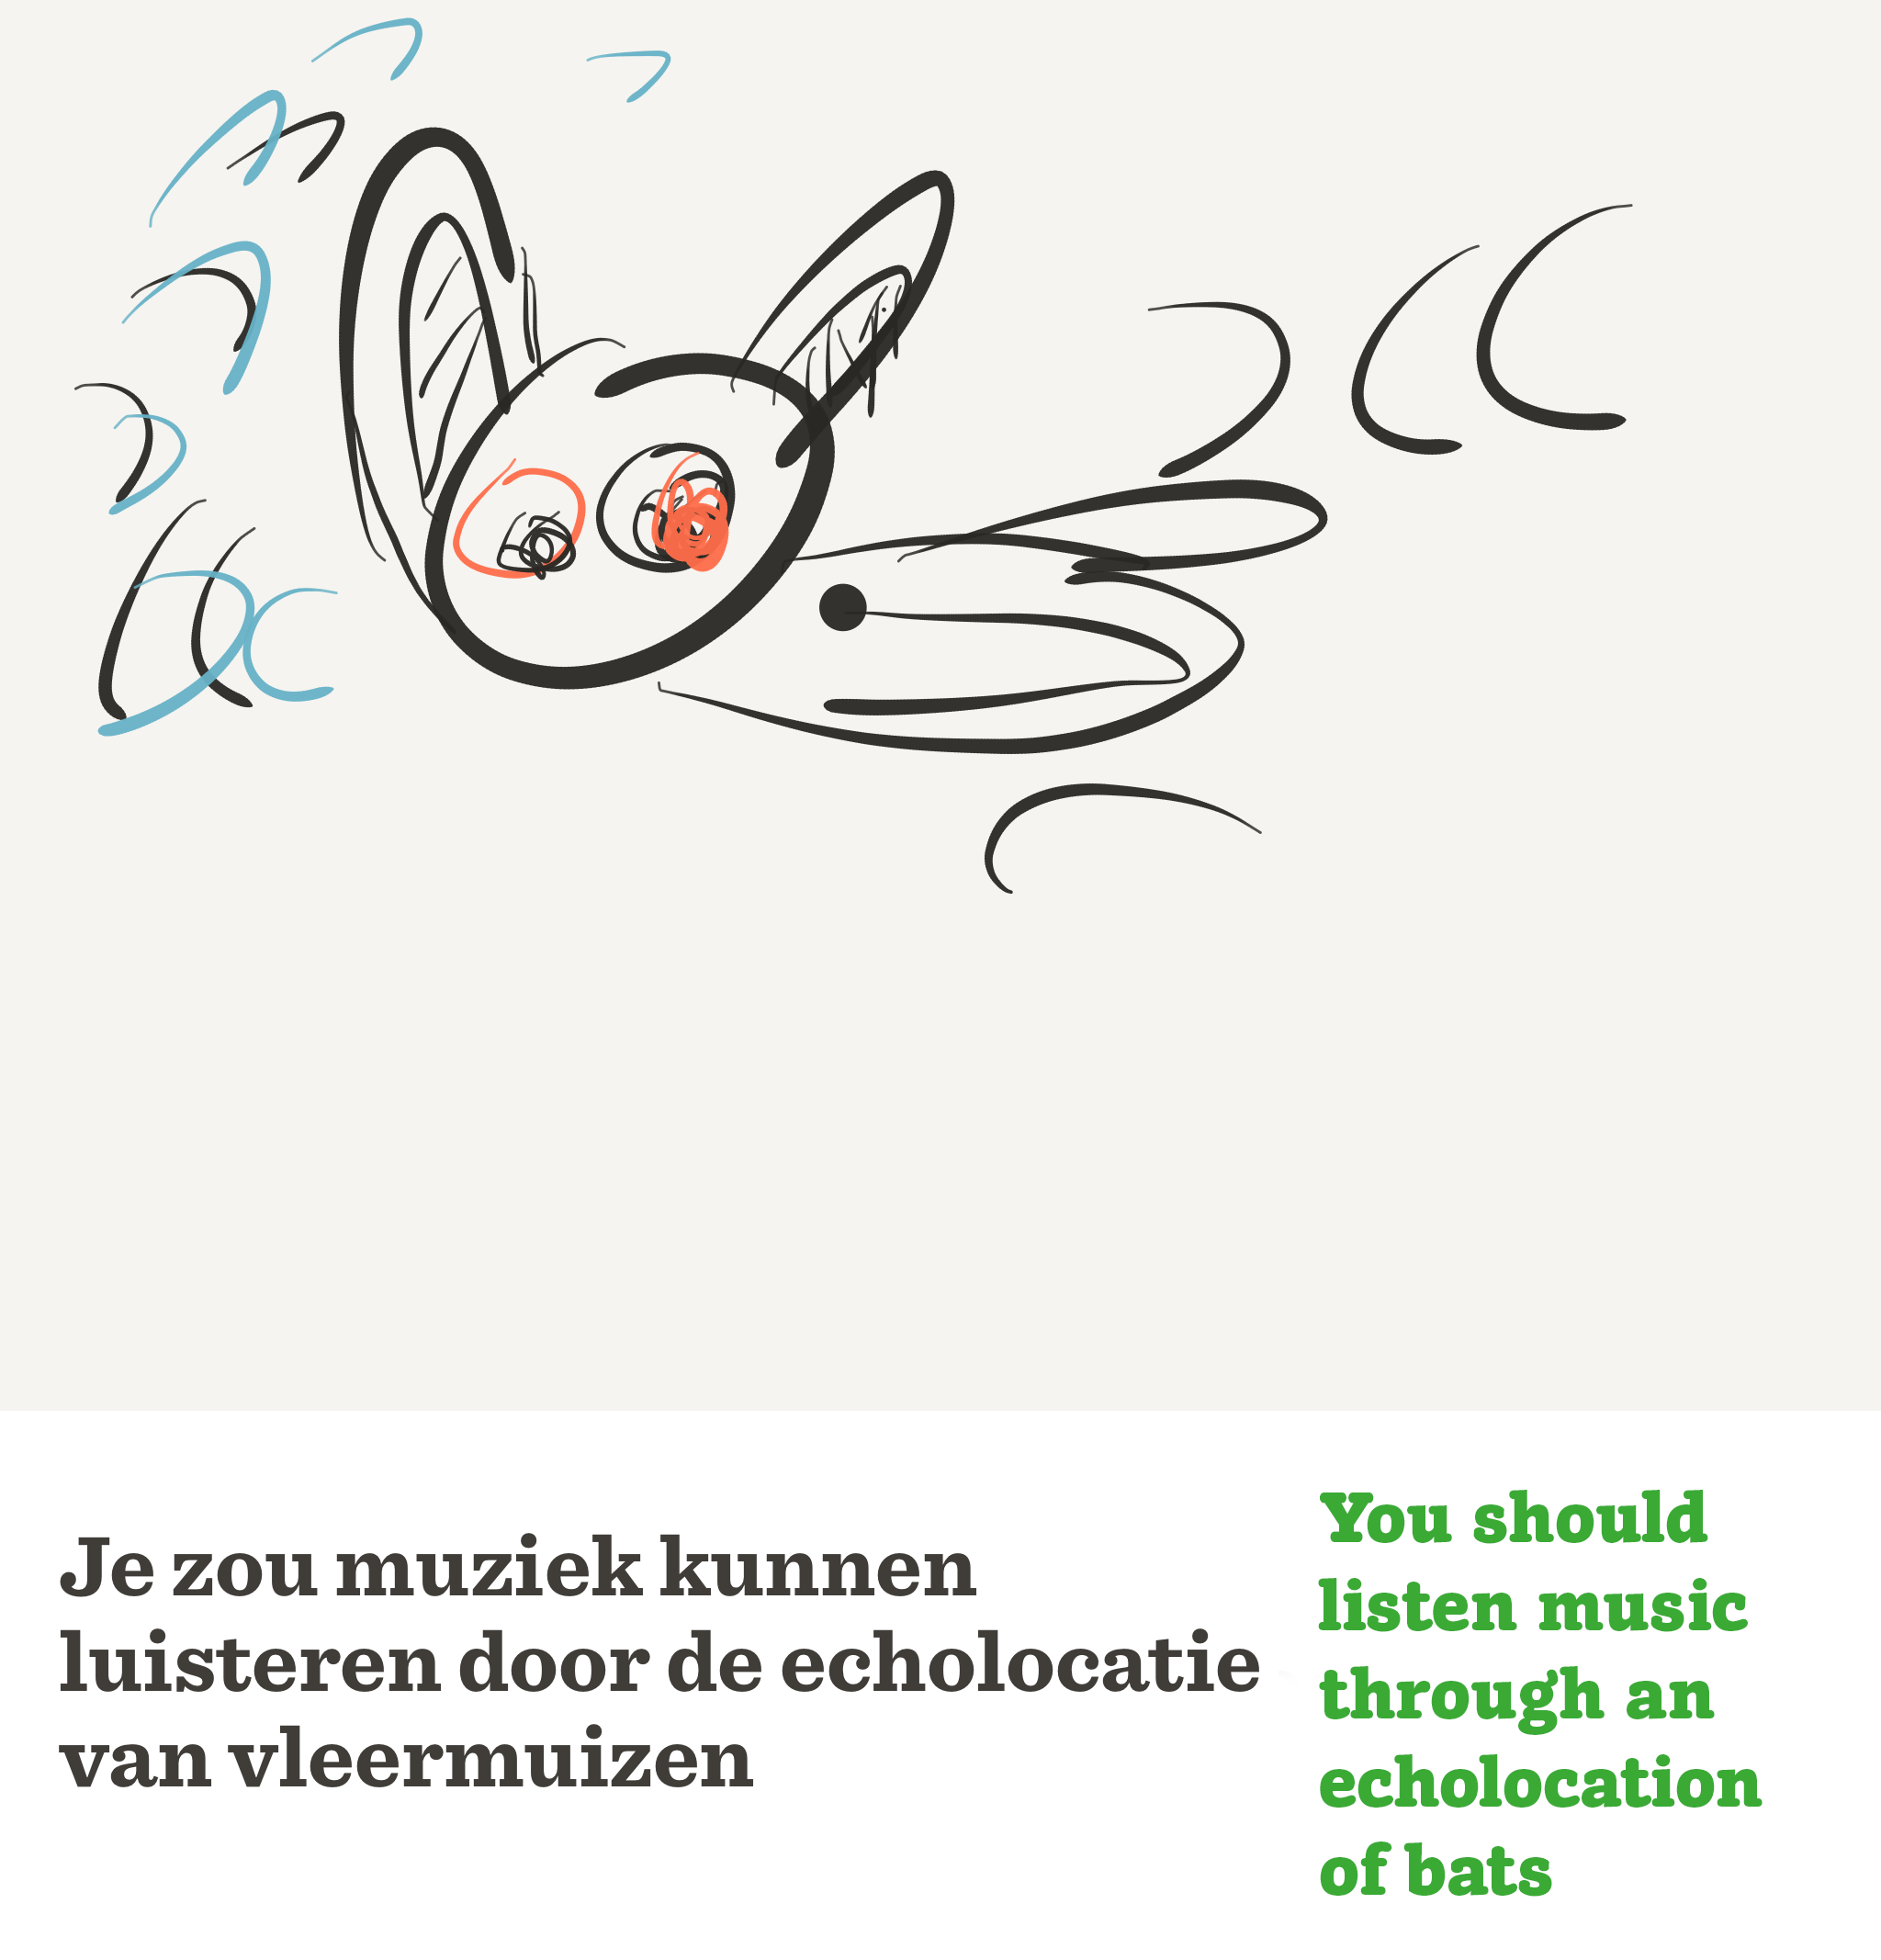 Je zou muziek kunnen
luisteren door de echolocatie
van vleermuizen
You should
listen music
through an
echolocation
of bats